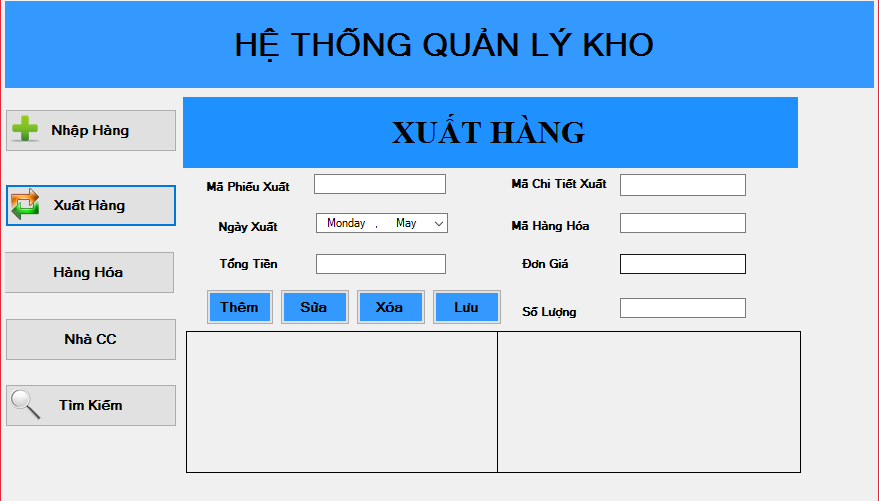 HỆ THỐNG QUẢN LÝ KHO
Nhập Hàng
Xuất Hàng
Hàng Hóa
Nhà CC
Tìm Kiếm
XUẤT HÀNG
Mã Phiếu Xuất
Mã Chi Tiết Xuất
Ngày Xuất
Monday , May
Mã Hàng Hóa
Tổng Tiền
Đơn Giá
Thêm
Sửa
Xóa
Lưu
Số Lượng